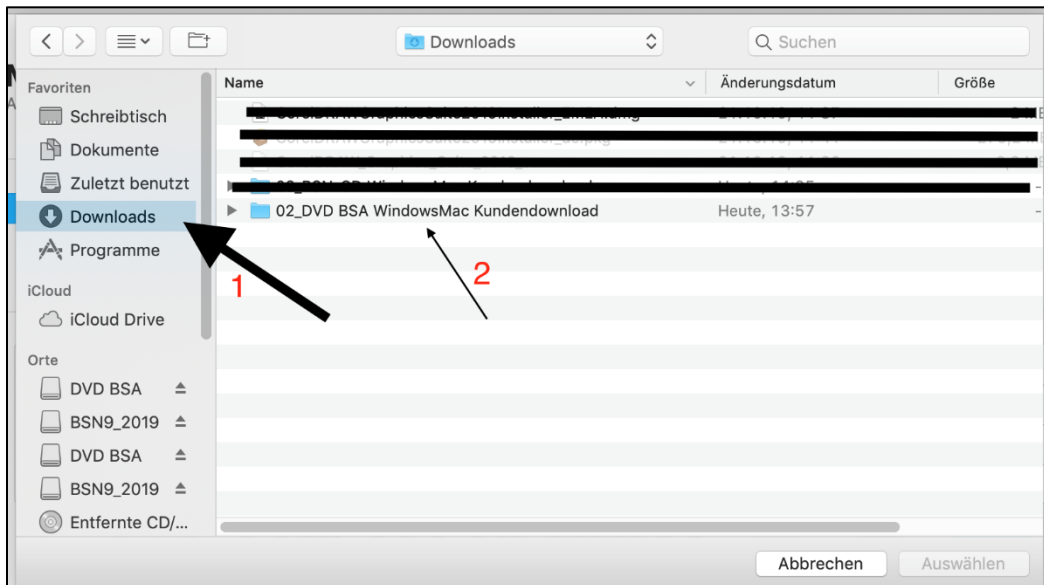 Downloads
Suchen
Favoriten
Schreibtisch
Dokumente
Zuletzt benutzt
Downloads
Programme
iCloud
iCloud Drive
Orte
DVD BSA
BSN9_2019
DVD BSA
BSN9_2019
Entfernte CD/...
Name
Änderungsdatum
Größe
02_DVD BSA WindowsMac Kundendownload
Heute, 13:57
-
1
2
Abbrechen
Auswählen